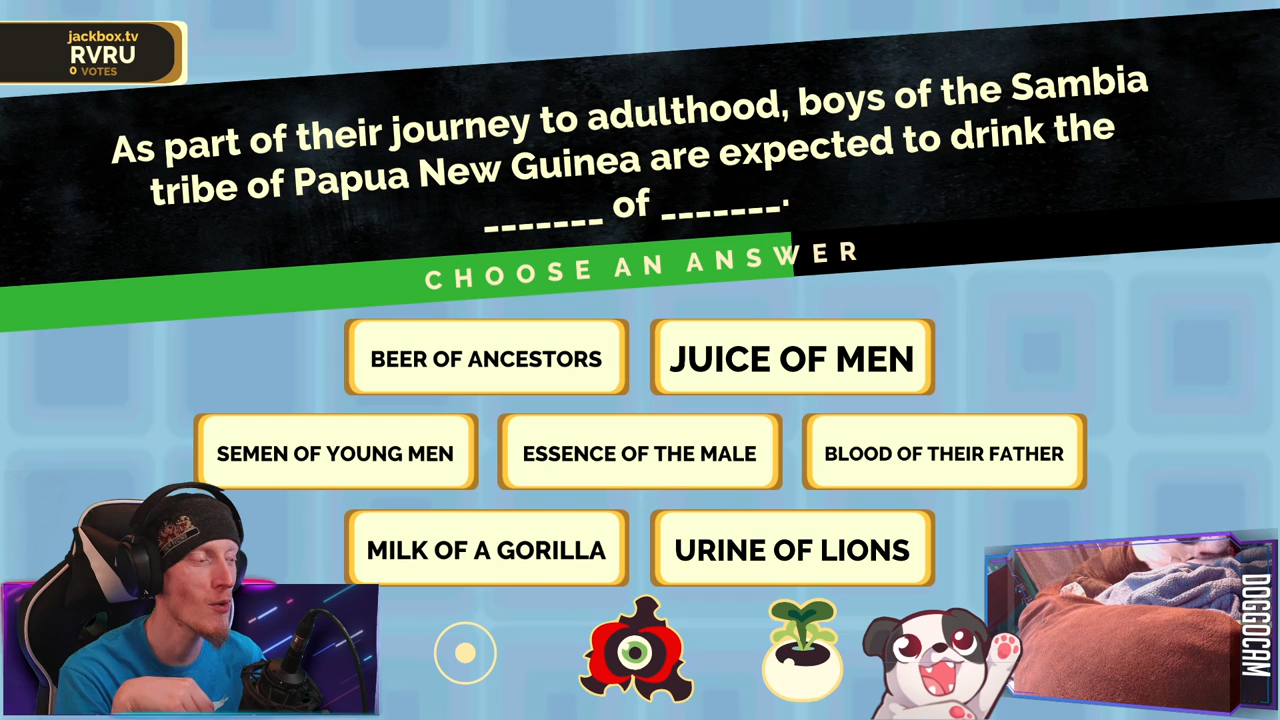 jackbox.tv
RVRU
0 VOTES
As part of their journey to adulthood, boys of the Sambia
tribe of Papua New Guinea are expected to drink the
_______ of _______.
CHOOSE AN ANSWER
BEER OF ANCESTORS
JUICE OF MEN
SEMEN OF YOUNG MEN
ESSENCE OF THE MALE
BLOOD OF THEIR FATHER
MILK OF A GORILLA
URINE OF LIONS
DOGGOCAM